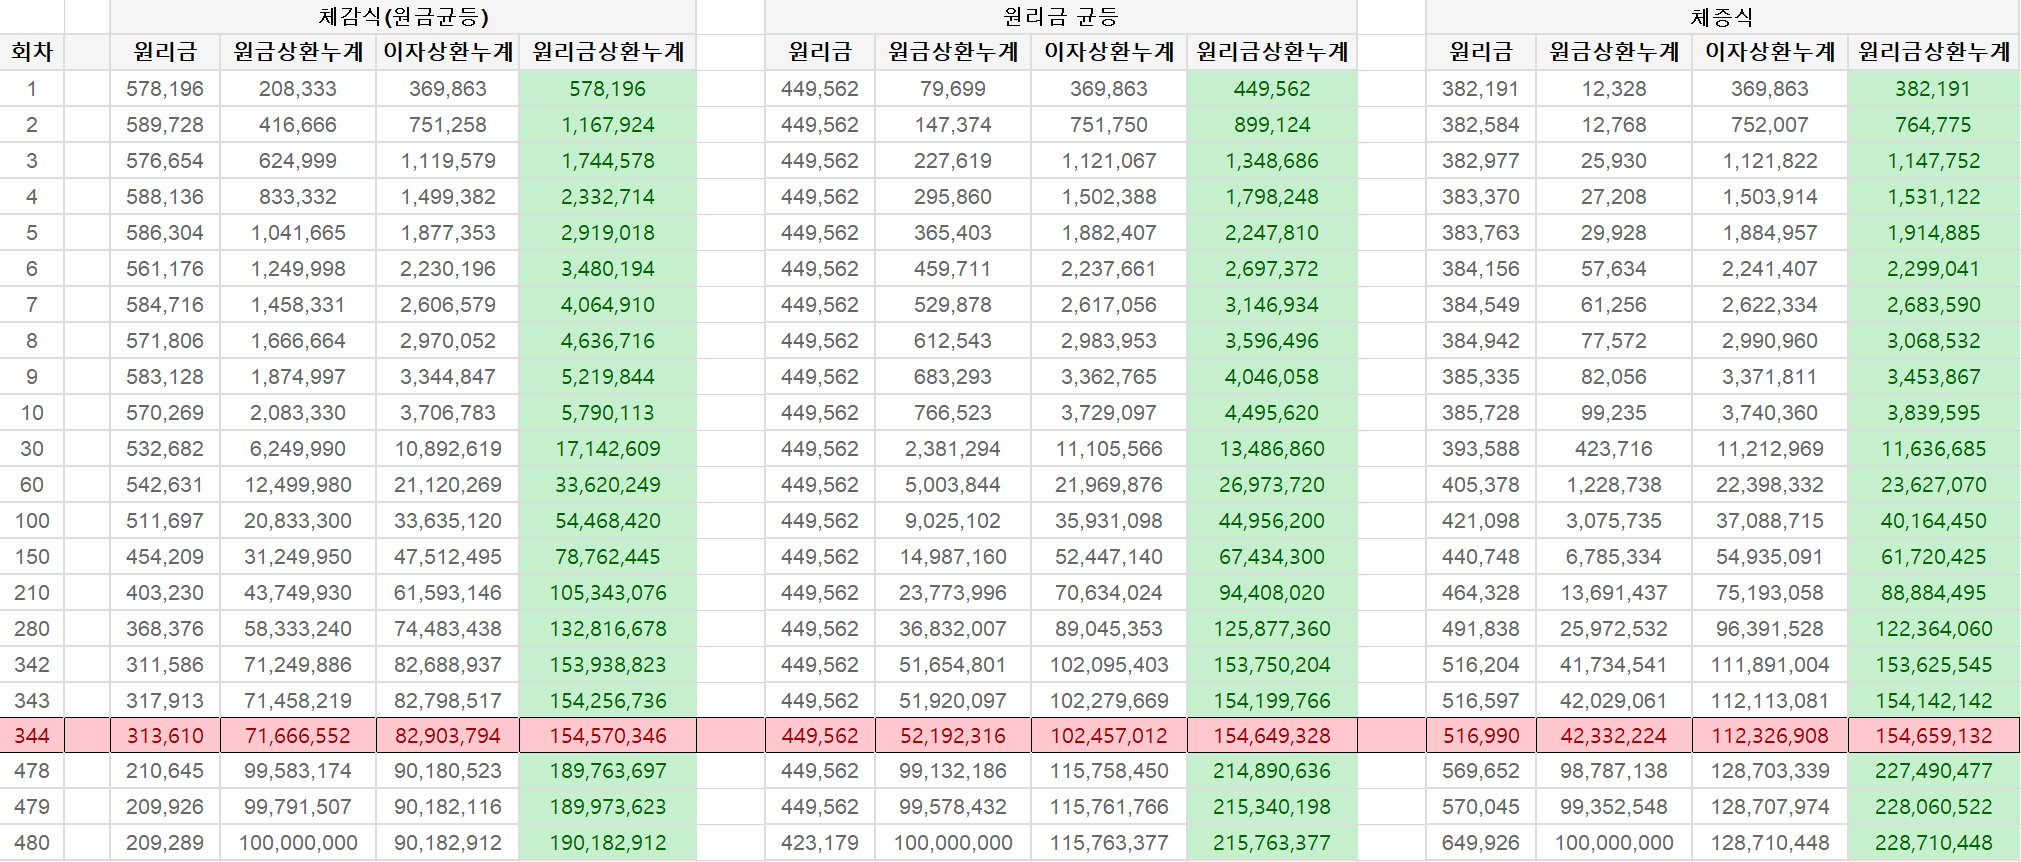 체감식(원금균등) 원리금 균등 체증식
회차 원리금 원금상환누계 이자상환누계 원리금상환누계 원리금 원금상환누계 이자상환누계 원리금상환누계 원리금 원금상환누계 이자상환누계 원리금상환누계
1 578,196 208,333 369,863 578,196 449,562 79,699 369,863 449,562 382,191 12,328 369,863 382,191
2 589,728 416,666 751,258 1,167,924 449,562 147,374 751,750 899,124 382,584 12,768 752,007 764,775
3 576,654 624,999 1,119,579 1,744,578 449,562 227,619 1,121,067 1,348,686 382,977 25,930 1,121,822 1,147,752
4 588,136 833,332 1,499,382 2,332,714 449,562 295,860 1,502,388 1,798,248 383,370 27,208 1,503,914 1,531,122
5 586,304 1,041,665 1,877,353 2,919,018 449,562 365,403 1,882,407 2,247,810 383,763 29,928 1,884,957 1,914,885
6 561,176 1,249,998 2,230,196 3,480,194 449,562 459,711 2,237,661 2,697,372 384,156 57,634 2,241,407 2,299,041
7 584,716 1,458,331 2,606,579 4,064,910 449,562 529,878 2,617,056 3,146,934 384,549 61,256 2,622,334 2,683,590
8 571,806 1,666,664 2,970,052 4,636,716 449,562 612,543 2,983,953 3,596,496 384,942 77,572 2,990,960 3,068,532
9 583,128 1,874,997 3,344,847 5,219,844 449,562 683,293 3,362,765 4,046,058 385,335 82,056 3,371,811 3,453,867
10 570,269 2,083,330 3,706,783 5,790,113 449,562 766,523 3,729,097 4,495,620 385,728 99,235 3,740,360 3,839,595
30 532,682 6,249,990 10,892,619 17,142,609 449,562 2,381,294 11,105,566 13,486,860 393,588 423,716 11,212,969 11,636,685
60 542,631 12,499,980 21,120,269 33,620,249 449,562 5,003,844 21,969,876 26,973,720 405,378 1,228,738 22,398,332 23,627,070
100 511,697 20,833,300 33,635,120 54,468,420 449,562 9,025,102 35,931,098 44,956,200 421,098 3,075,735 37,088,715 40,164,450
150 454,209 31,249,950 47,512,495 78,762,445 449,562 14,987,160 52,447,140 67,434,300 440,748 6,785,334 54,935,091 61,720,425
210 403,230 43,749,930 61,593,146 105,343,076 449,562 23,773,996 70,634,024 94,408,020 464,328 13,691,437 75,193,058 88,884,495
280 368,376 58,333,240 74,483,438 132,816,678 449,562 36,832,007 89,045,353 125,877,360 491,838 25,972,532 96,391,528 122,364,060
342 311,586 71,249,886 82,688,937 153,938,823 449,562 51,654,801 102,095,403 153,750,204 516,204 41,734,541 111,891,004 153,625,545
343 317,913 71,458,219 82,798,517 154,256,736 449,562 51,920,097 102,279,669 154,199,766 516,597 42,029,061 112,113,081 154,142,142
344 313,610 71,666,552 82,903,794 154,570,346 449,562 52,192,316 102,457,012 154,649,328 516,990 42,332,224 112,326,908 154,659,132
478 210,645 99,583,174 90,180,523 189,763,697 449,562 99,132,186 115,758,450 214,890,636 569,652 98,787,138 128,703,339 227,490,477
479 209,926 99,791,507 90,182,116 189,973,623 449,562 99,578,432 115,761,766 215,340,198 570,045 99,352,548 128,707,974 228,060,522
480 209,289 100,000,000 90,182,912 190,182,912 423,179 100,000,000 115,763,377 215,763,377 649,926 100,000,000 128,710,448 228,710,448